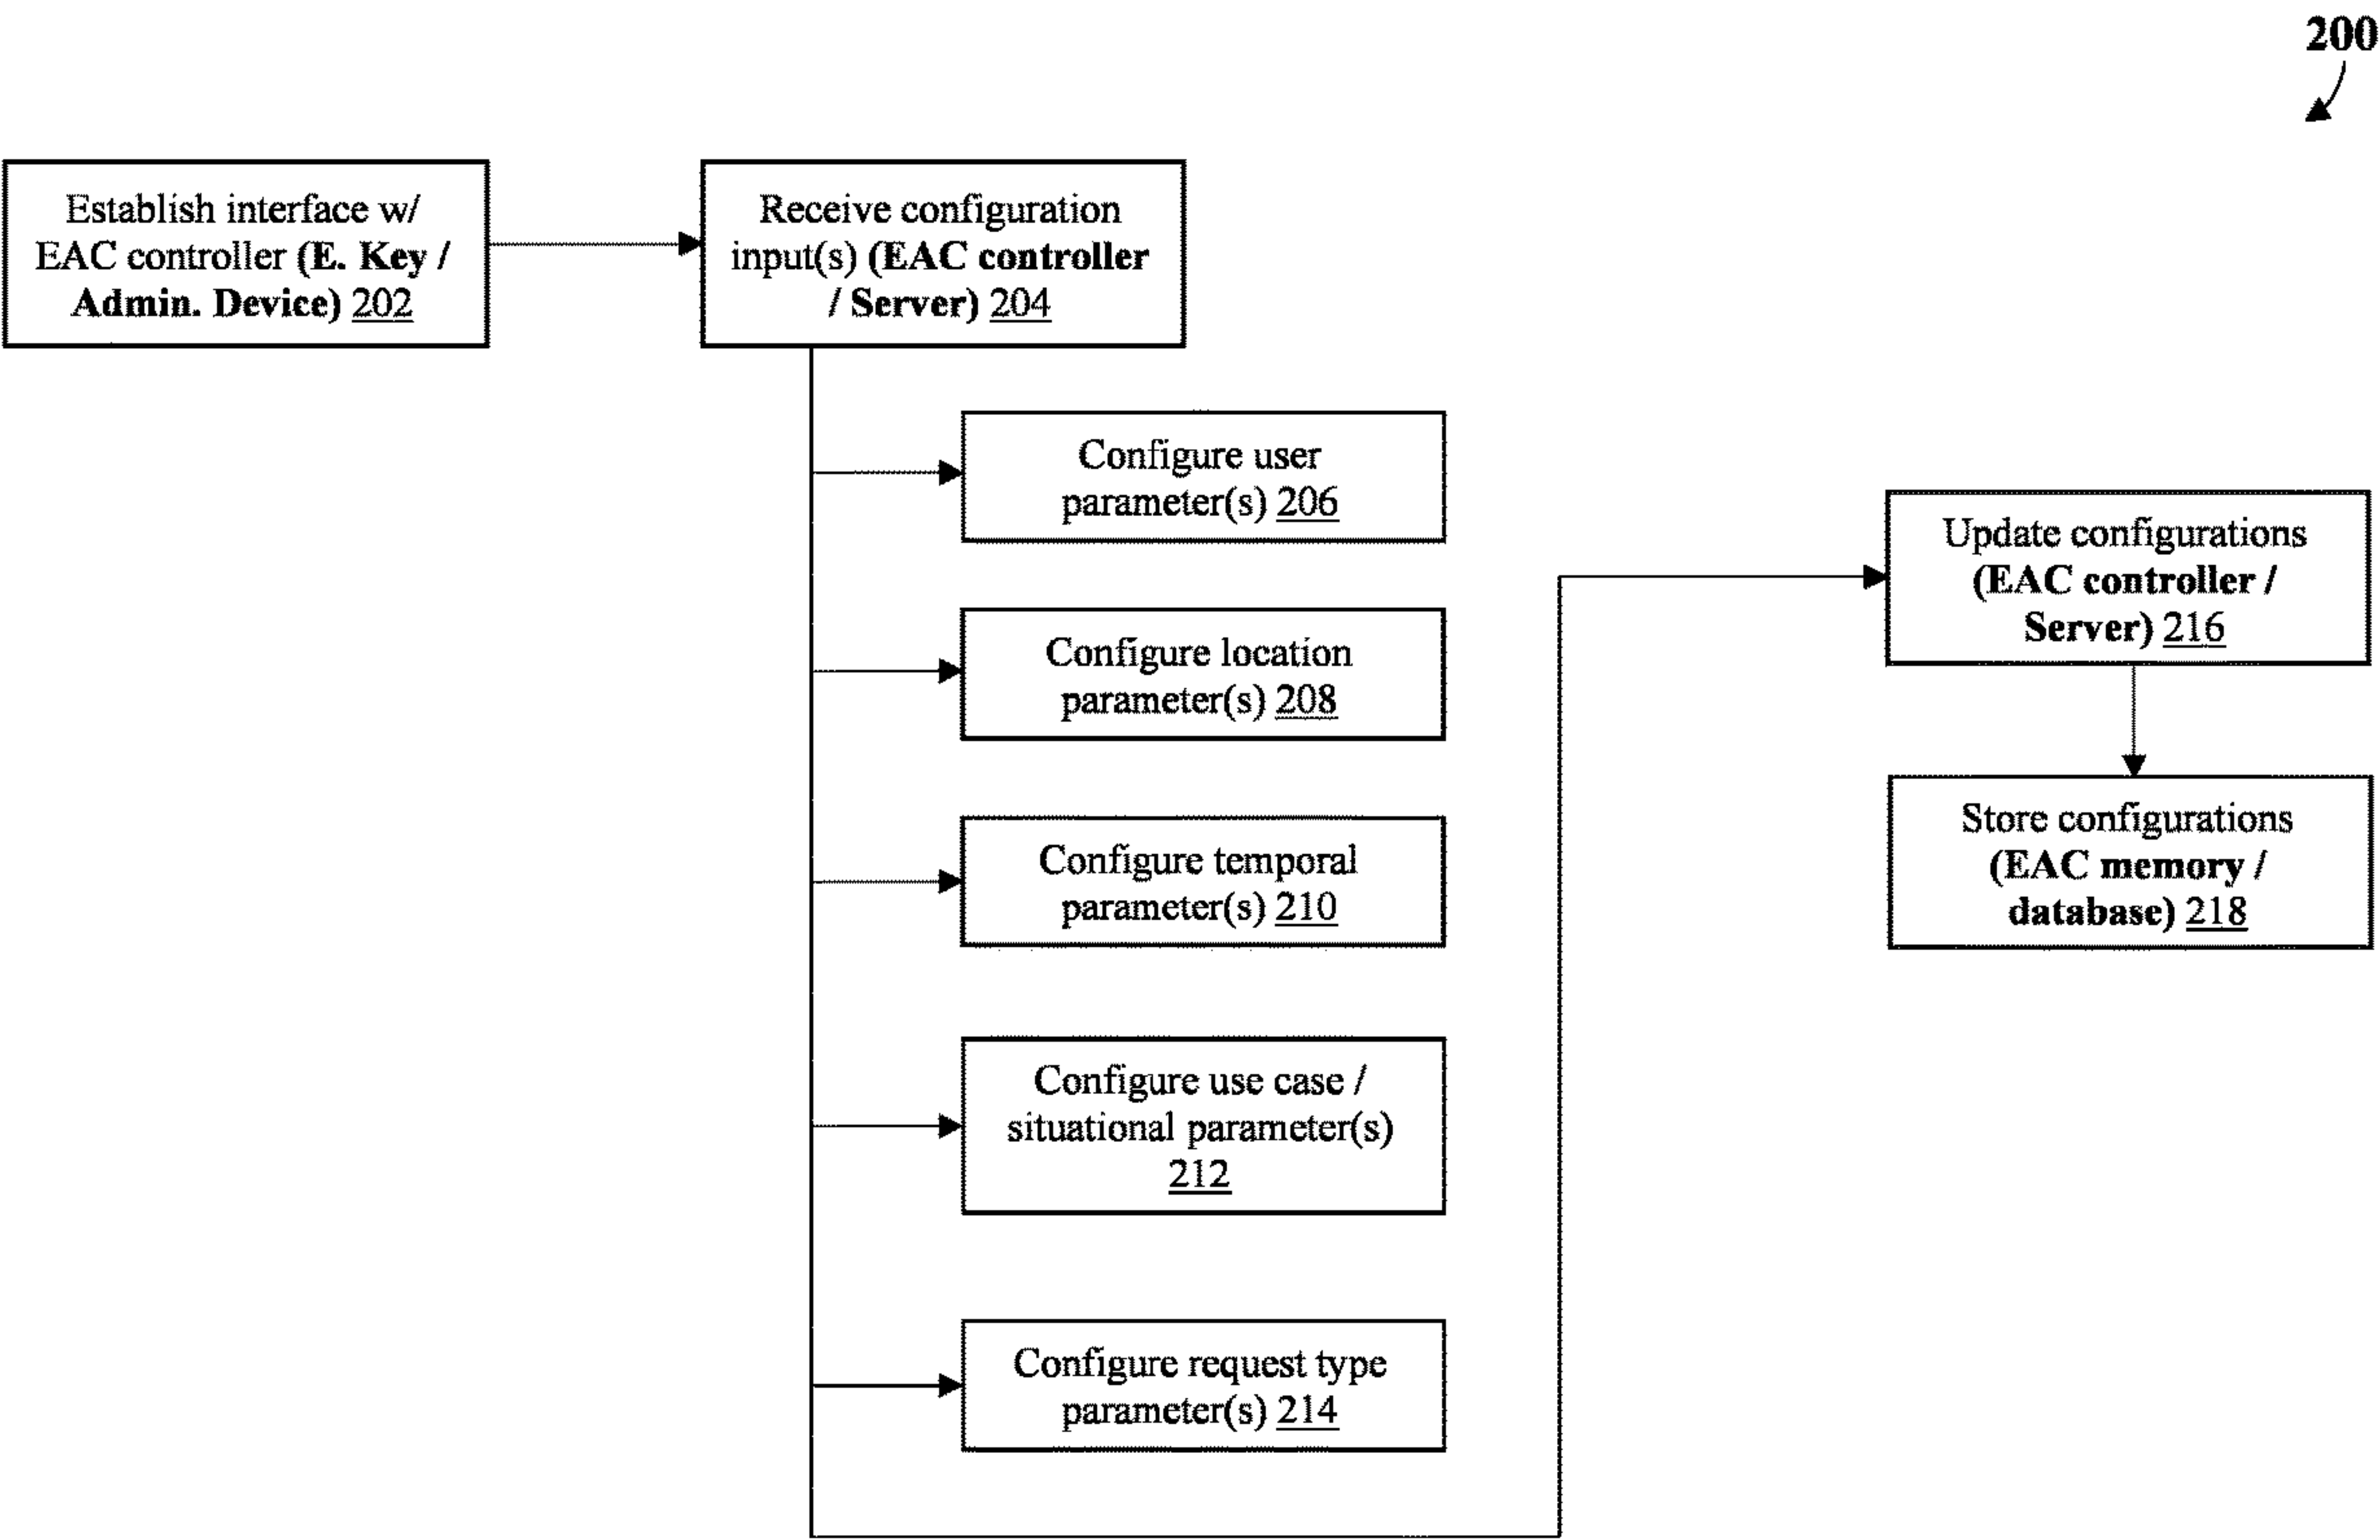 200
Establish interface w/
EAC controller (E. Key /
Admin. Device) 202
Receive configuration
input(s) (EAC controller
/ Server) 204
Configure user
parameter(s) 206
Configure location
parameter(s) 208
Configure temporal
parameter(s) 210
Configure use case /
situational parameter(s)
212
Configure request type
parameter(s) 214
Update configurations
(EAC controller /
Server) 216
Store configurations
(EAC memory /
database) 218